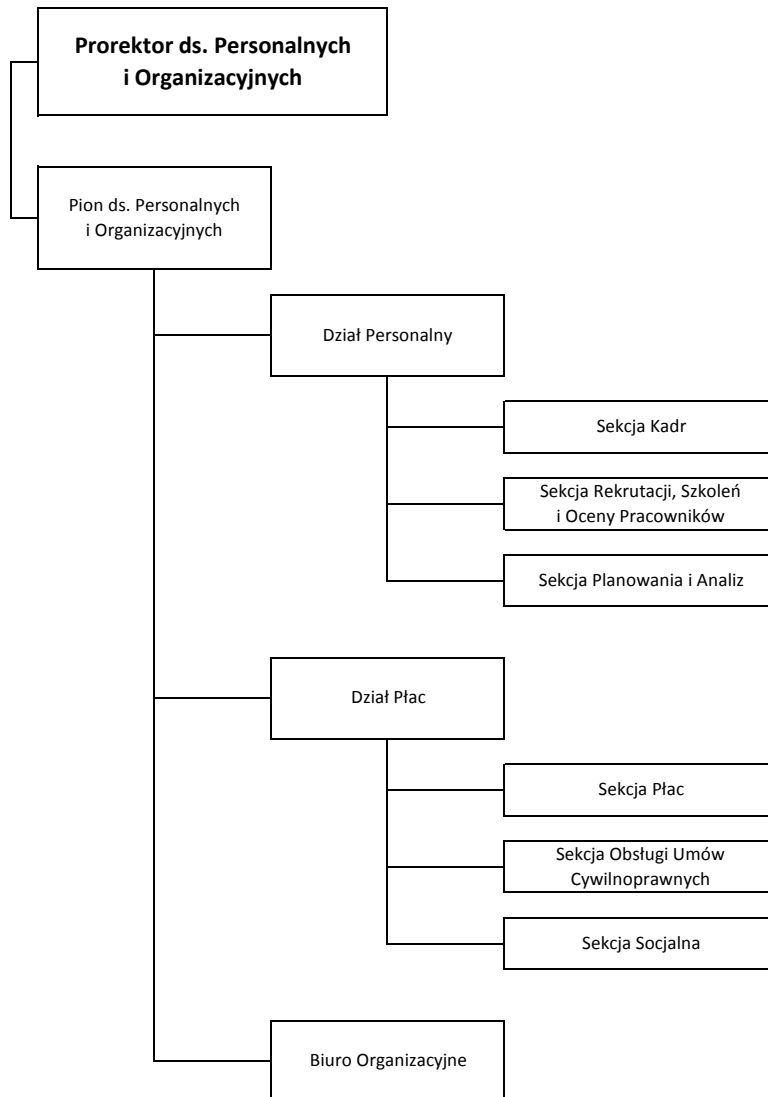 Prorektor ds. Personalnych
i Organizacyjnych
Pion ds. Personalnych
i Organizacyjnych
Dział Personalny
Sekcja Kadr
Sekcja Rekrutacji, Szkoleń
i Oceny Pracowników
Sekcja Planowania i Analiz
Dział Płac
Sekcja Płac
Sekcja Obsługi Umów
Cywilnoprawnych
Sekcja Socjalna
Biuro Organizacyjne